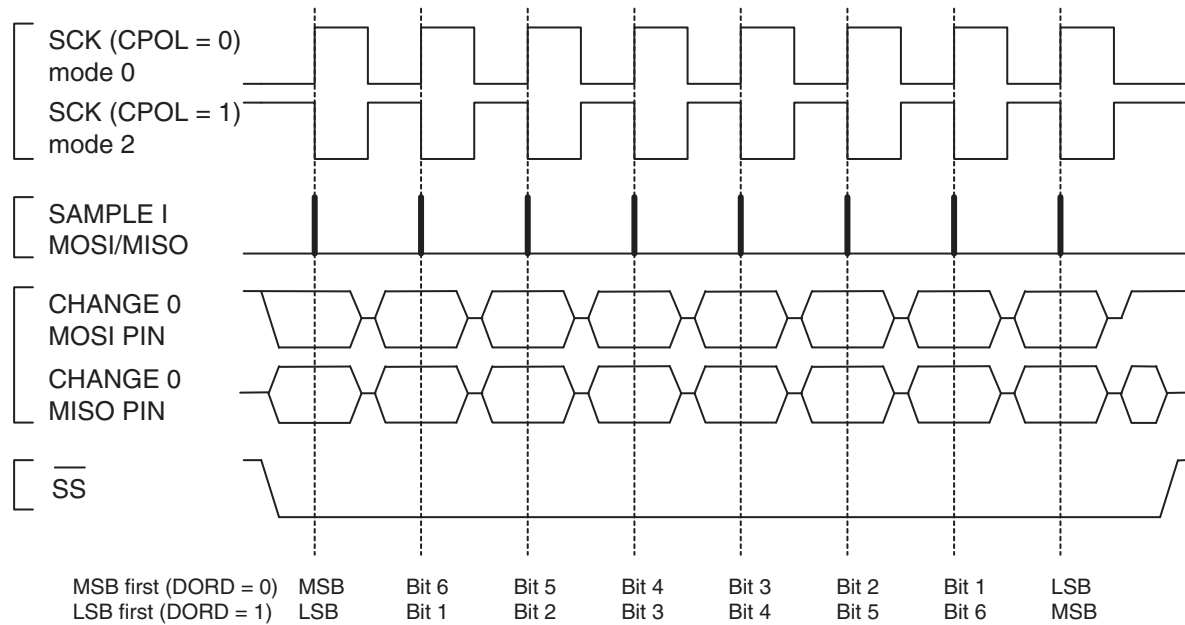 SCK (CPOL = 0)
mode 0
SCK (CPOL = 1)
mode 2
SAMPLE I
MOSI/MISO
CHANGE 0
MOSI PIN
CHANGE 0
MISO PIN
SS
MSB first (DORD = 0) MSB Bit 6 Bit 5 Bit 4 Bit 3 Bit 2 Bit 1 LSB
LSB first (DORD = 1) LSB Bit 1 Bit 2 Bit 3 Bit 4 Bit 5 Bit 6 MSB